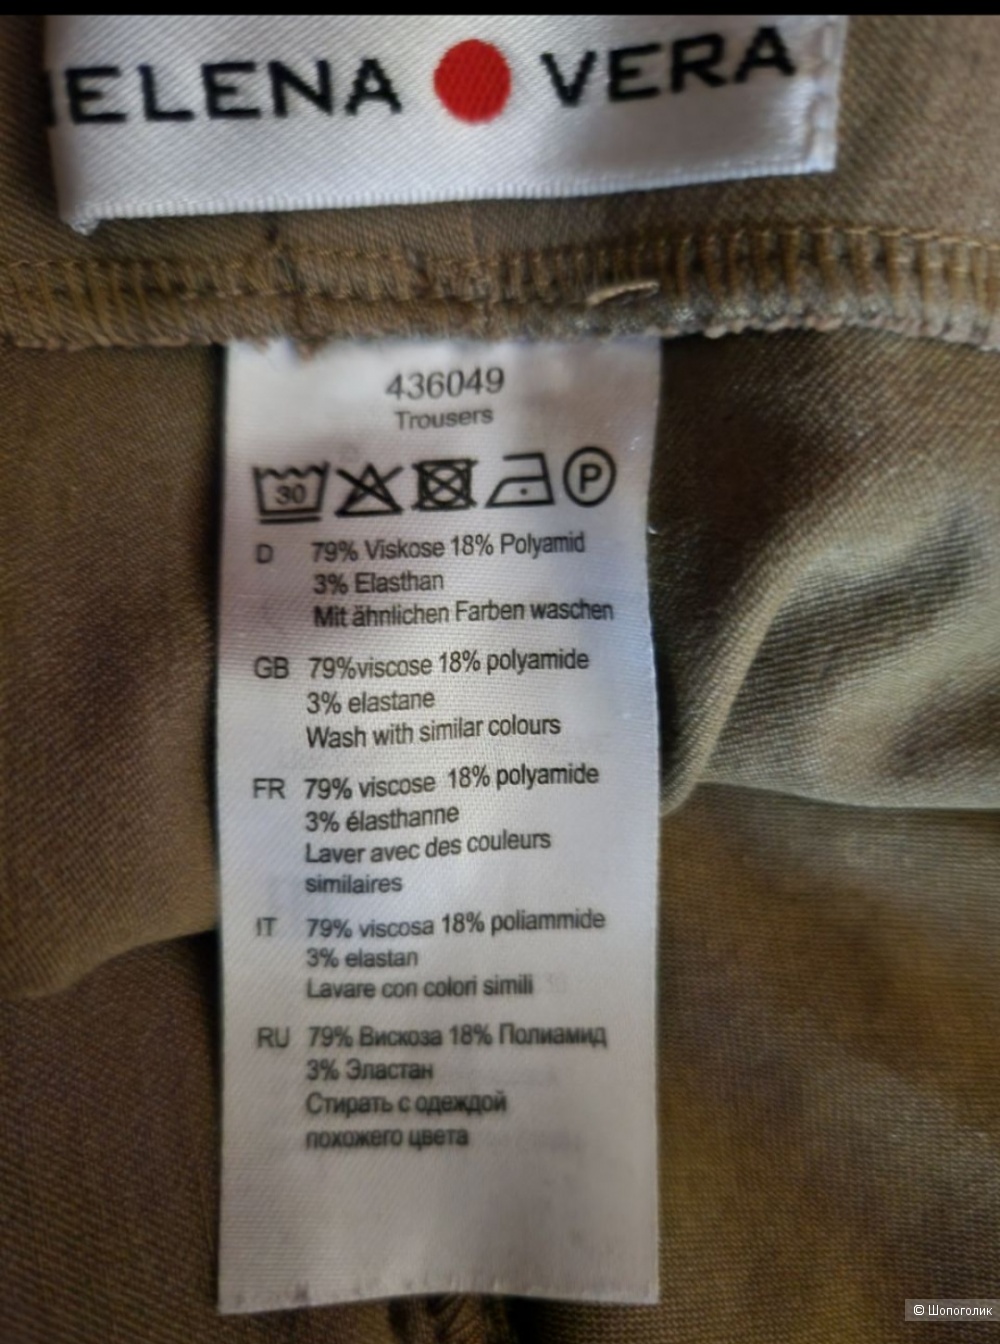 ELENA VERA
436049
Trousers
30 P
D 79% Viskose 18% Polyamid
3% Elasthan
Mit ähnlichen Farben waschen
GB 79%viscose 18% polyamide
3% elastane
Wash with similar colours
FR 79% viscose 18% polyamide
3% élasthanne
Laver avec des couleurs
similaires
IT 79% viscosa 18% poliammide
3% elastan
Lavare con colori simili
RU 79% Вискоза 18% Полиамид
3% Эластан
Стирать с одеждой
похожего цвета
© Шопоголик